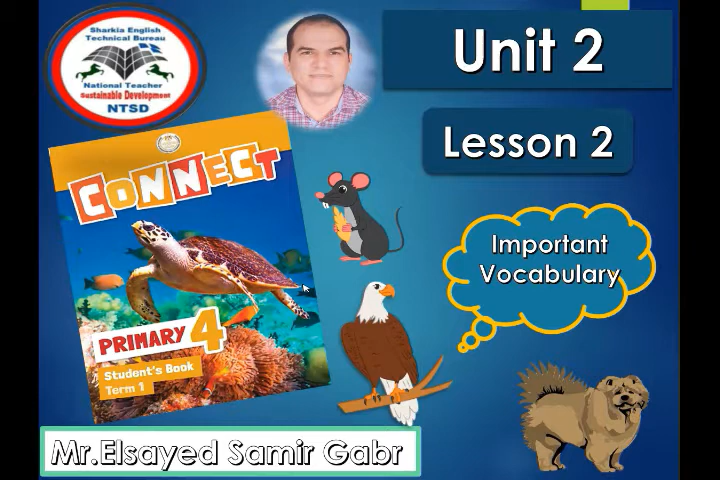 Sharkia English
Technical Bureau
National Teacher
Sustainable Development
NTSD
Unit 2
Lesson 2
CONNECT
Important
Vocabulary
PRIMARY 4
Student's Book
Term 1
Mr.Elsayed Samir Gabr